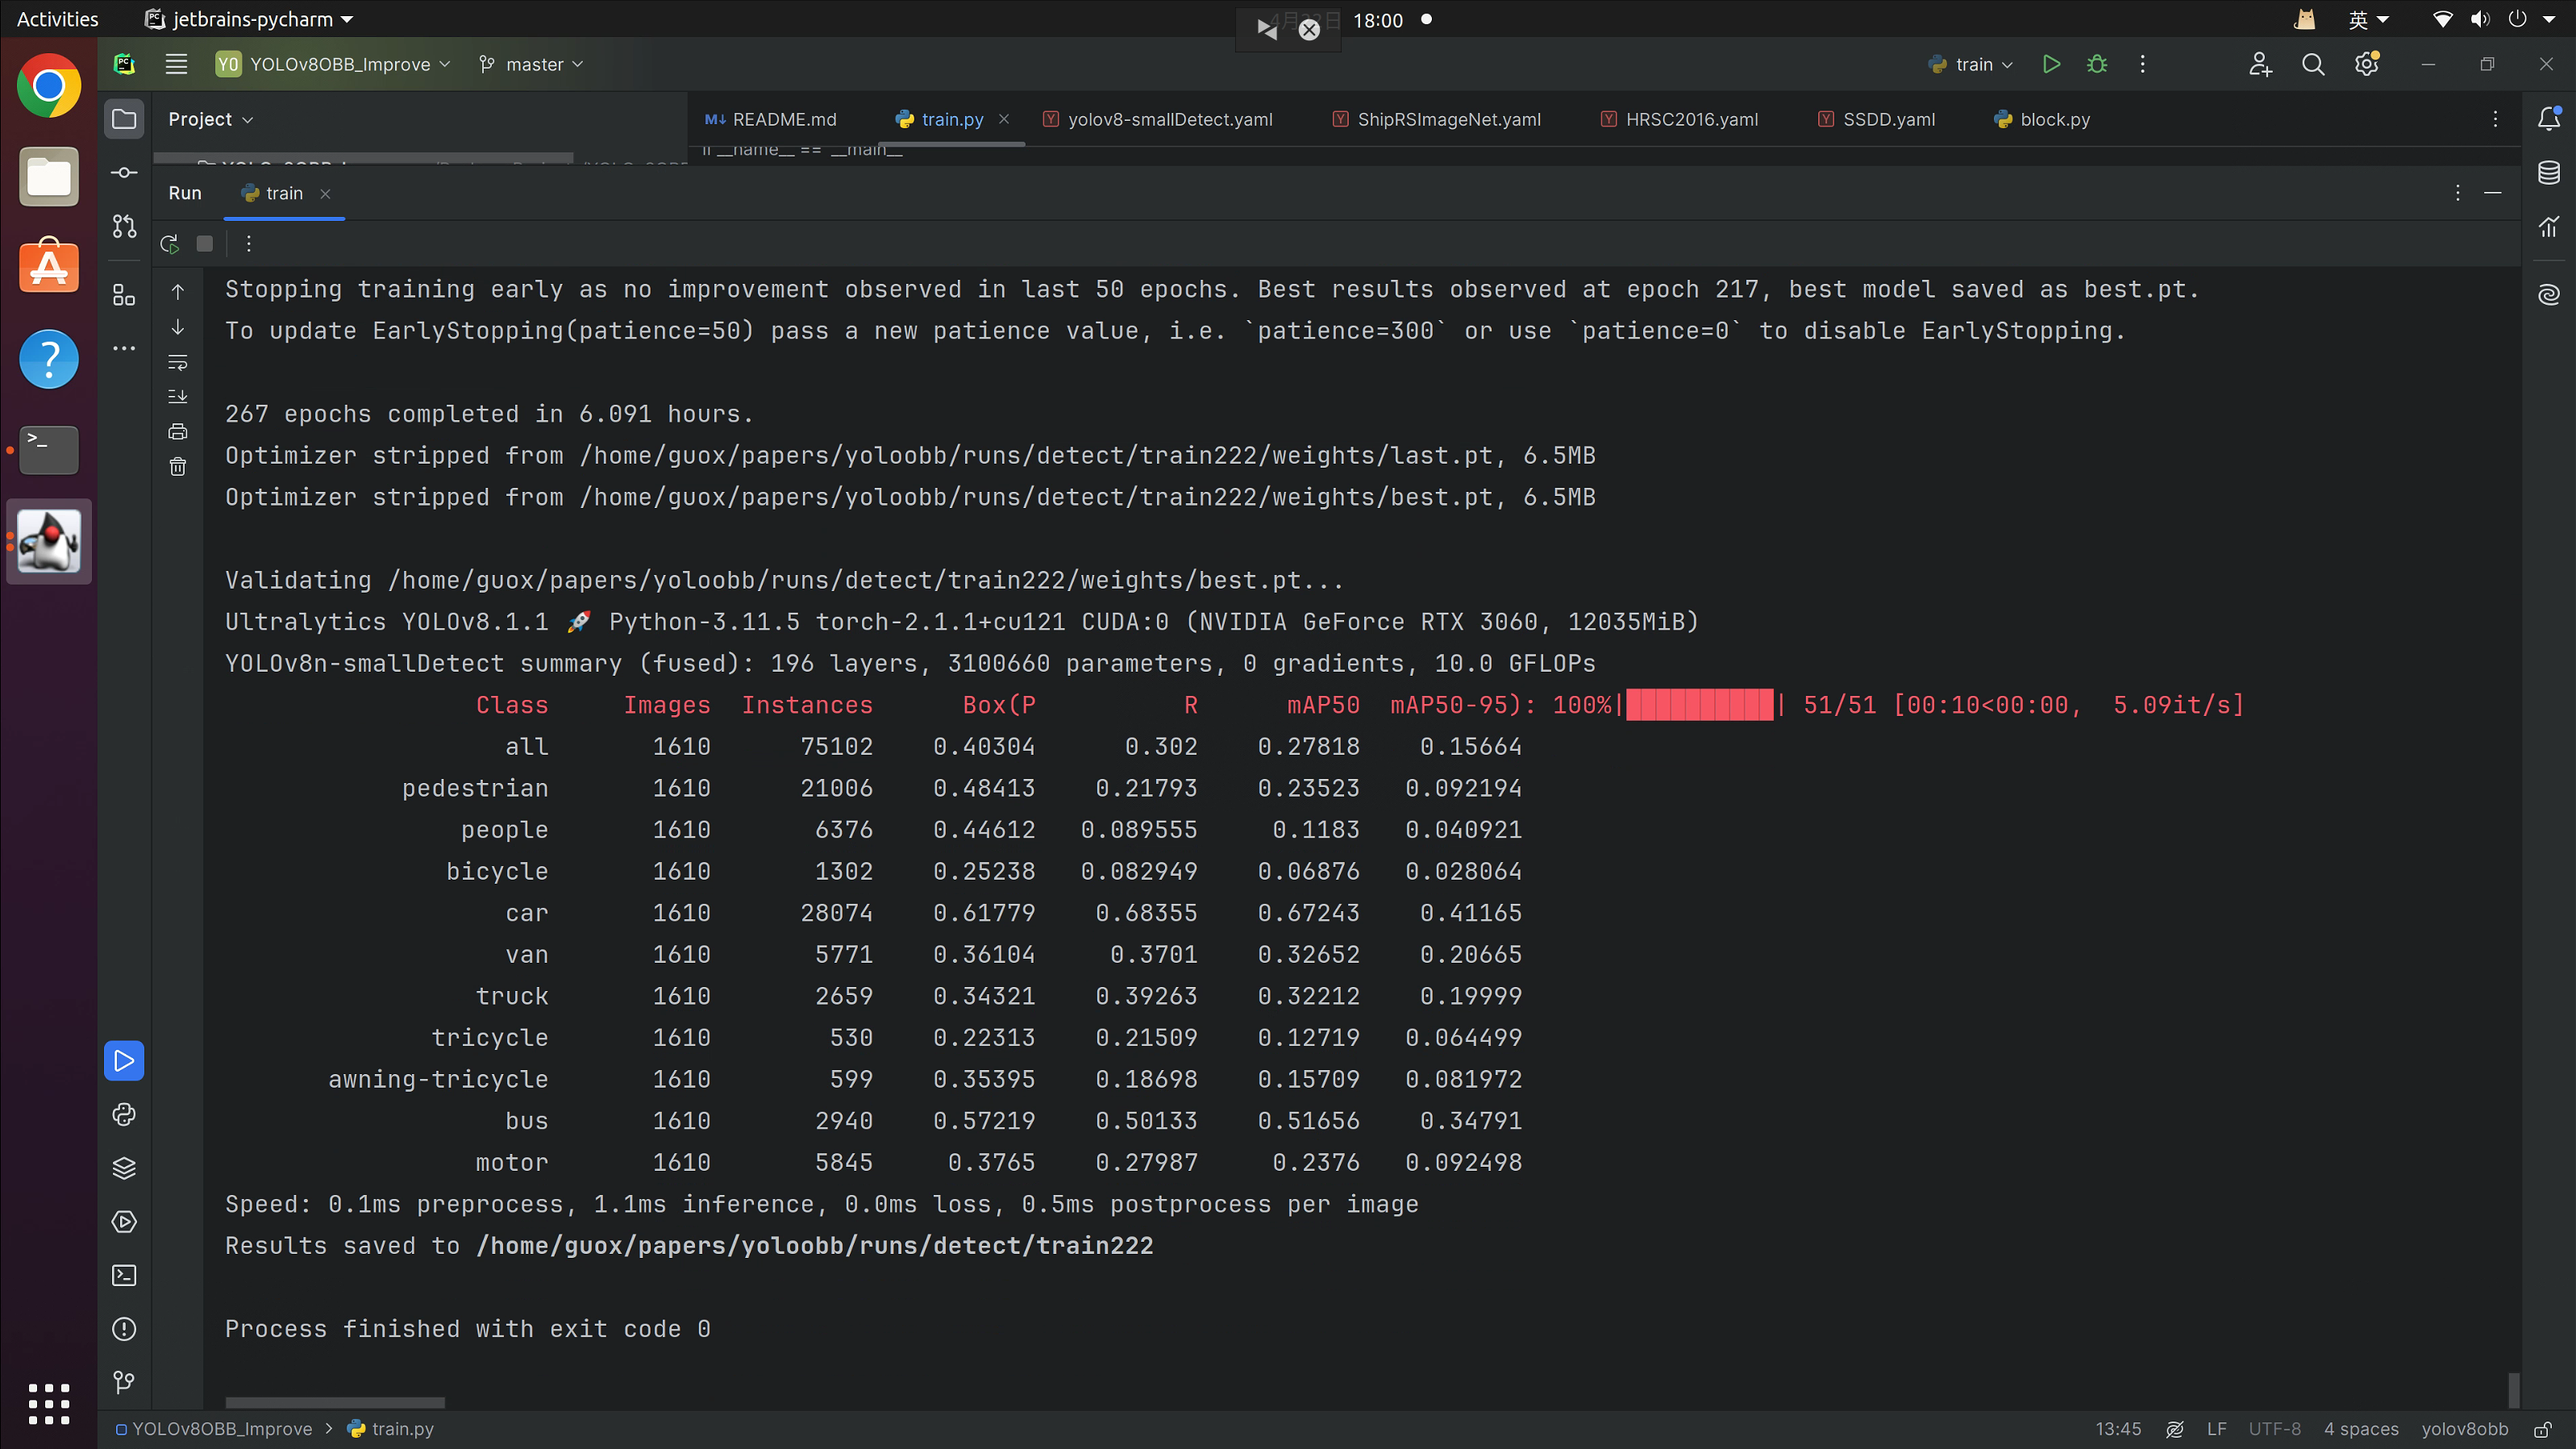 Activities jetbrains-pycharm 18:00 英
YO YOLOv8OBB_Improve master train
Project README.md train.py yolov8-smallDetect.yaml ShipRSImageNet.yaml HRSC2016.yaml SSDD.yaml block.py
if __name__ == '__main__'
Run train
Stopping training early as no improvement observed in last 50 epochs. Best results observed at epoch 217, best model saved as best.pt.
To update EarlyStopping(patience=50) pass a new patience value, i.e. `patience=300` or use `patience=0` to disable EarlyStopping.
267 epochs completed in 6.091 hours.
Optimizer stripped from /home/guox/papers/yoloobb/runs/detect/train222/weights/last.pt, 6.5MB
Optimizer stripped from /home/guox/papers/yoloobb/runs/detect/train222/weights/best.pt, 6.5MB
Validating /home/guox/papers/yoloobb/runs/detect/train222/weights/best.pt...
Ultralytics YOLOv8.1.1 🚀 Python-3.11.5 torch-2.1.1+cu121 CUDA:0 (NVIDIA GeForce RTX 3060, 12035MiB)
YOLOv8n-smallDetect summary (fused): 196 layers, 3100660 parameters, 0 gradients, 10.0 GFLOPs
Class Images Instances Box(P R mAP50 mAP50-95): 100%|██████████| 51/51 [00:10<00:00, 5.09it/s]
all 1610 75102 0.40304 0.302 0.27818 0.15664
pedestrian 1610 21006 0.48413 0.21793 0.23523 0.092194
people 1610 6376 0.44612 0.089555 0.1183 0.040921
bicycle 1610 1302 0.25238 0.082949 0.06876 0.028064
car 1610 28074 0.61779 0.68355 0.67243 0.41165
van 1610 5771 0.36104 0.3701 0.32652 0.20665
truck 1610 2659 0.34321 0.39263 0.32212 0.19999
tricycle 1610 530 0.22313 0.21509 0.12719 0.064499
awning-tricycle 1610 599 0.35395 0.18698 0.15709 0.081972
bus 1610 2940 0.57219 0.50133 0.51656 0.34791
motor 1610 5845 0.3765 0.27987 0.2376 0.092498
Speed: 0.1ms preprocess, 1.1ms inference, 0.0ms loss, 0.5ms postprocess per image
Results saved to /home/guox/papers/yoloobb/runs/detect/train222
Process finished with exit code 0
YOLOv8OBB_Improve > train.py 13:45 LF UTF-8 4 spaces yolov8obb